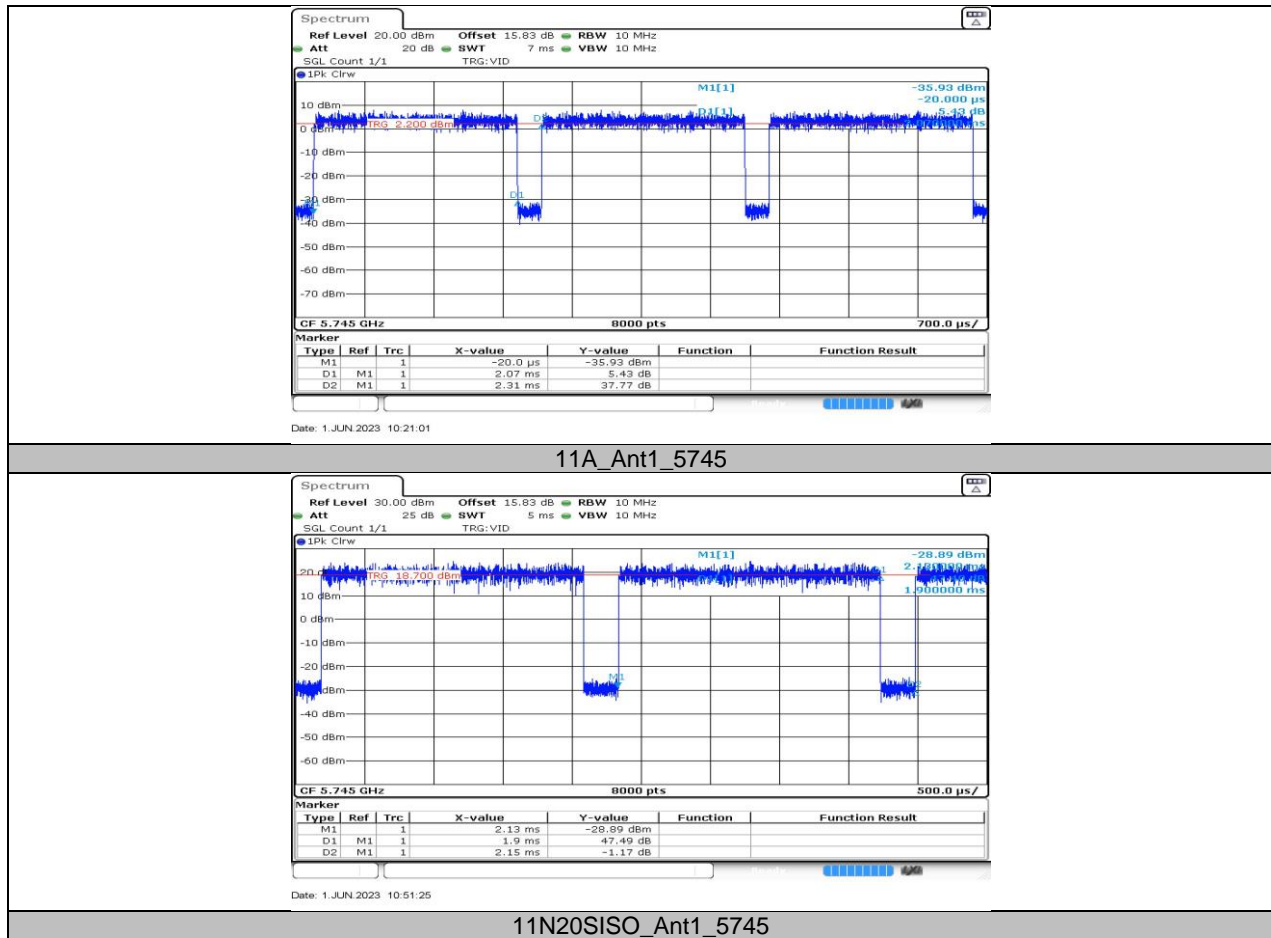 Spectrum
Ref Level 20.00 dBm Offset 15.83 dB RBW 10 MHz
Att 20 dB SWT 7 ms VBW 10 MHz
SGL Count 1/1 TRG:VID
1Pk Clrw
M1[1] -35.93 dBm
-20.000 µs
10 dBm
D1[1] 5.43 dB
TRG 2.200 dBm
0 dBm
-10 dBm
-20 dBm
D1
-40 dBm
-50 dBm
-60 dBm
-70 dBm
CF 5.745 GHz 8000 pts 700.0 µs/
Marker
Type Ref Trc X-value Y-value Function Function Result
M1 1 -20.0 µs -35.93 dBm
D1 M1 1 2.07 ms 5.43 dB
D2 M1 1 2.31 ms 37.77 dB
Date: 1.JUN.2023 10:21:01
11A_Ant1_5745
Spectrum
Ref Level 30.00 dBm Offset 15.83 dB RBW 10 MHz
Att 25 dB SWT 5 ms VBW 10 MHz
SGL Count 1/1 TRG:VID
1Pk Clrw
M1[1] -28.89 dBm
TRG 18.700 dBm
10 dBm 1.900000 ms
0 dBm
-10 dBm
-20 dBm
M1
-40 dBm
-50 dBm
-60 dBm
CF 5.745 GHz 8000 pts 500.0 µs/
Marker
Type Ref Trc X-value Y-value Function Function Result
M1 1 2.13 ms -28.89 dBm
D1 M1 1 1.9 ms 47.49 dB
D2 M1 1 2.15 ms -1.17 dB
Date: 1.JUN.2023 10:51:25
11N20SISO_Ant1_5745